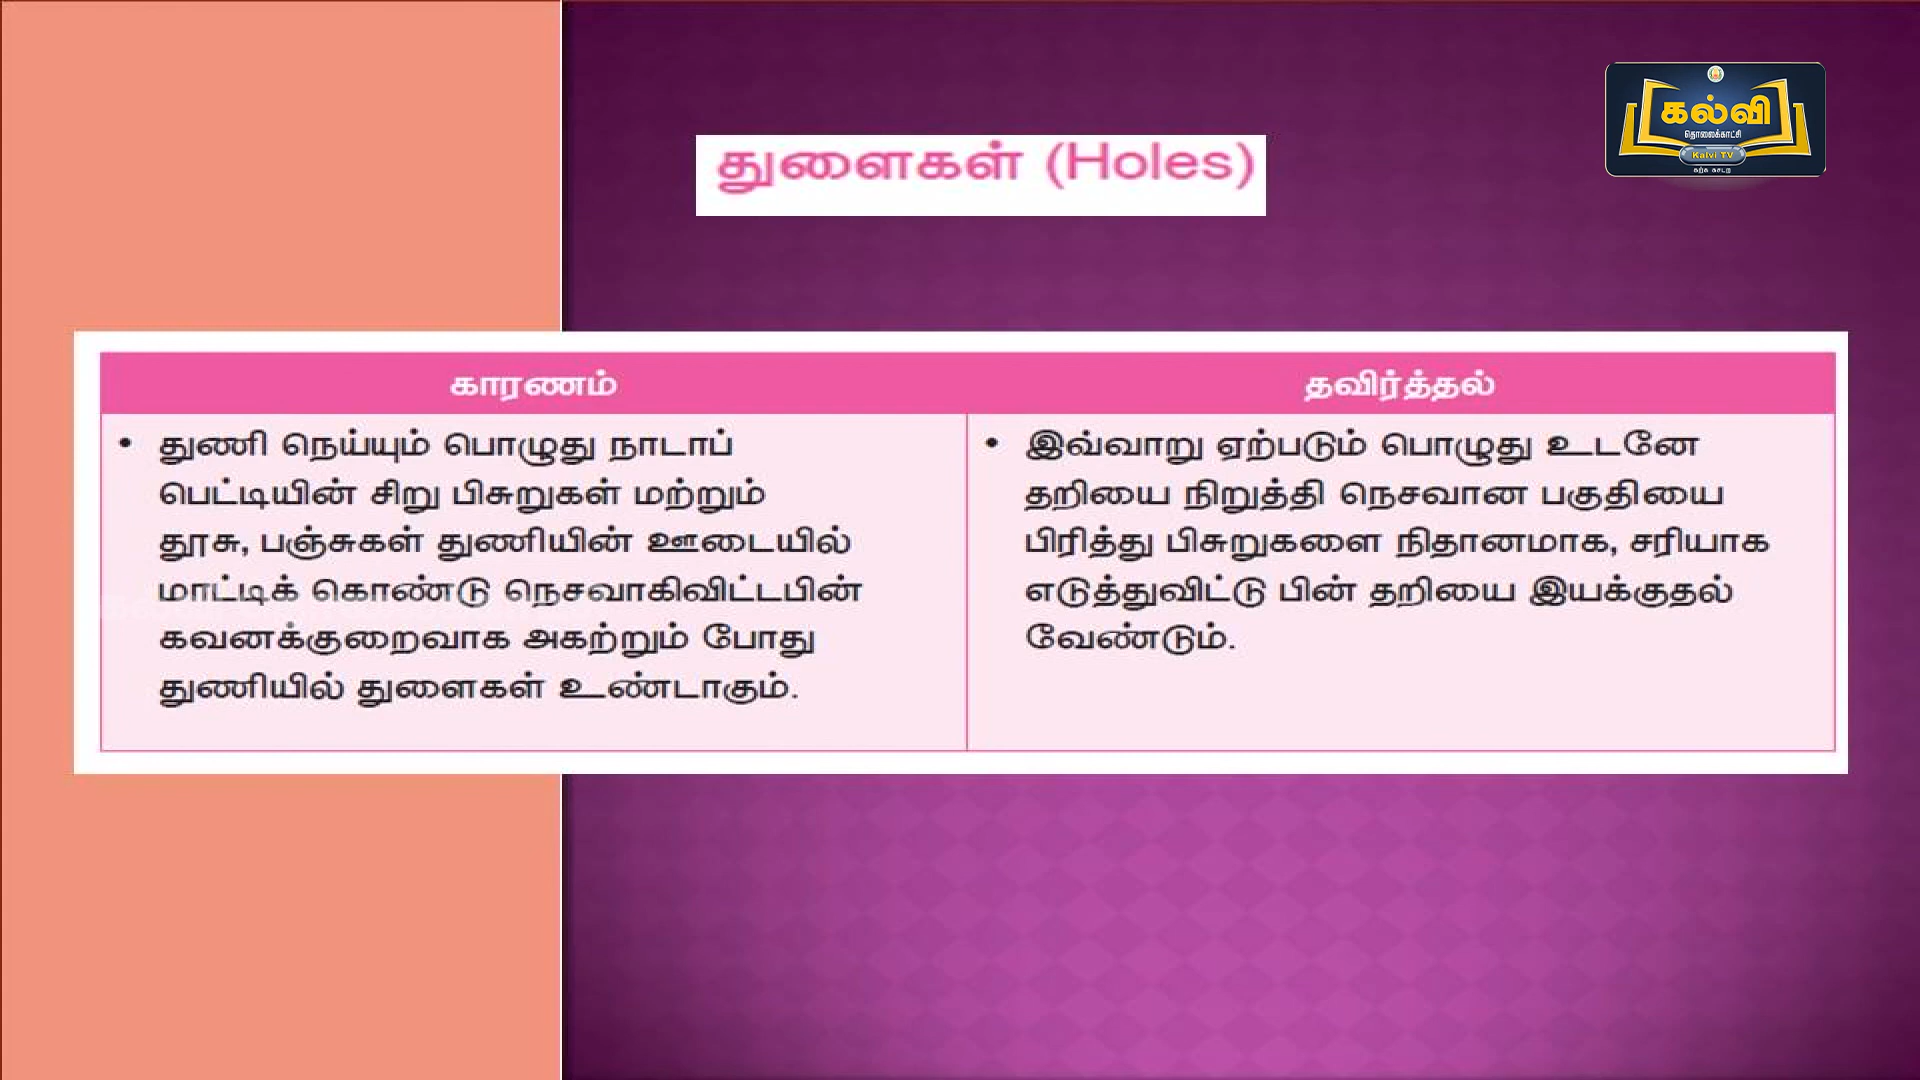 கல்வி
தொலைக்காட்சி
Kalvi TV
துளைகள் (Holes)
காரணம்
தவிர்த்தல்
• துணி நெய்யும் பொழுது நாடாப்
பெட்டியின் சிறு பிசுறுகள் மற்றும்
தூசு, பஞ்சுகள் துணியின் ஊடையில்
மாட்டிக் கொண்டு நெசவாகிவிட்டபின்
கவனக்குறைவாக அகற்றும் போது
துணியில் துளைகள் உண்டாகும்.
• இவ்வாறு ஏற்படும் பொழுது உடனே
தறியை நிறுத்தி நெசவான பகுதியை
பிரித்து பிசுறுகளை நிதானமாக, சரியாக
எடுத்துவிட்டு பின் தறியை இயக்குதல்
வேண்டும்.